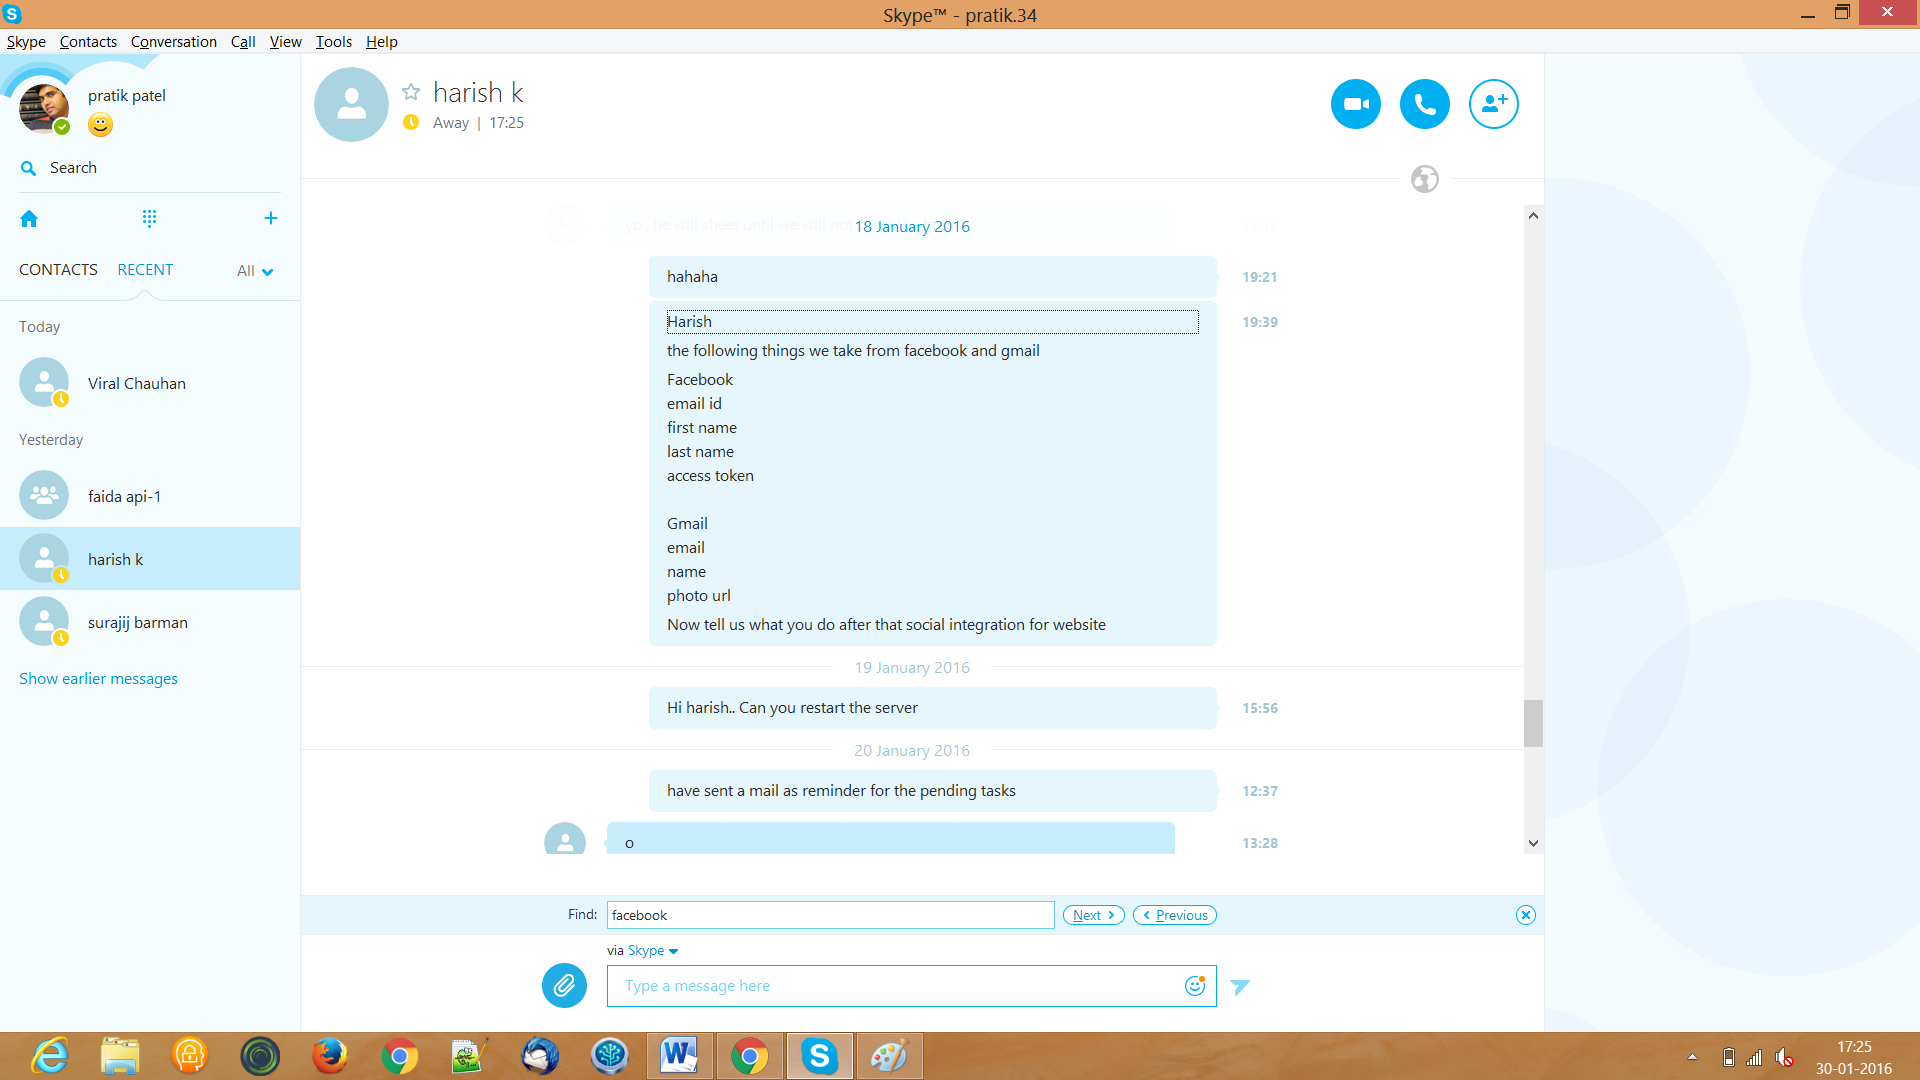 Skype™ - pratik.34
Skype Contacts Conversation Call View Tools Help
pratik patel
Search
CONTACTS RECENT All
Today
Viral Chauhan
Yesterday
faida api-1
harish k
surajij barman
Show earlier messages
harish k
Away | 17:25
yo , he will sheet until we will not
18 January 2016
hahaha 19:21
Harish 19:39
the following things we take from facebook and gmail
Facebook
email id
first name
last name
access token
Gmail
email
name
photo url
Now tell us what you do after that social integration for website
19 January 2016
Hi harish.. Can you restart the server 15:56
20 January 2016
have sent a mail as reminder for the pending tasks 12:37
o 13:28
Find: facebook Next Previous
via Skype
Type a message here
17:25
30-01-2016